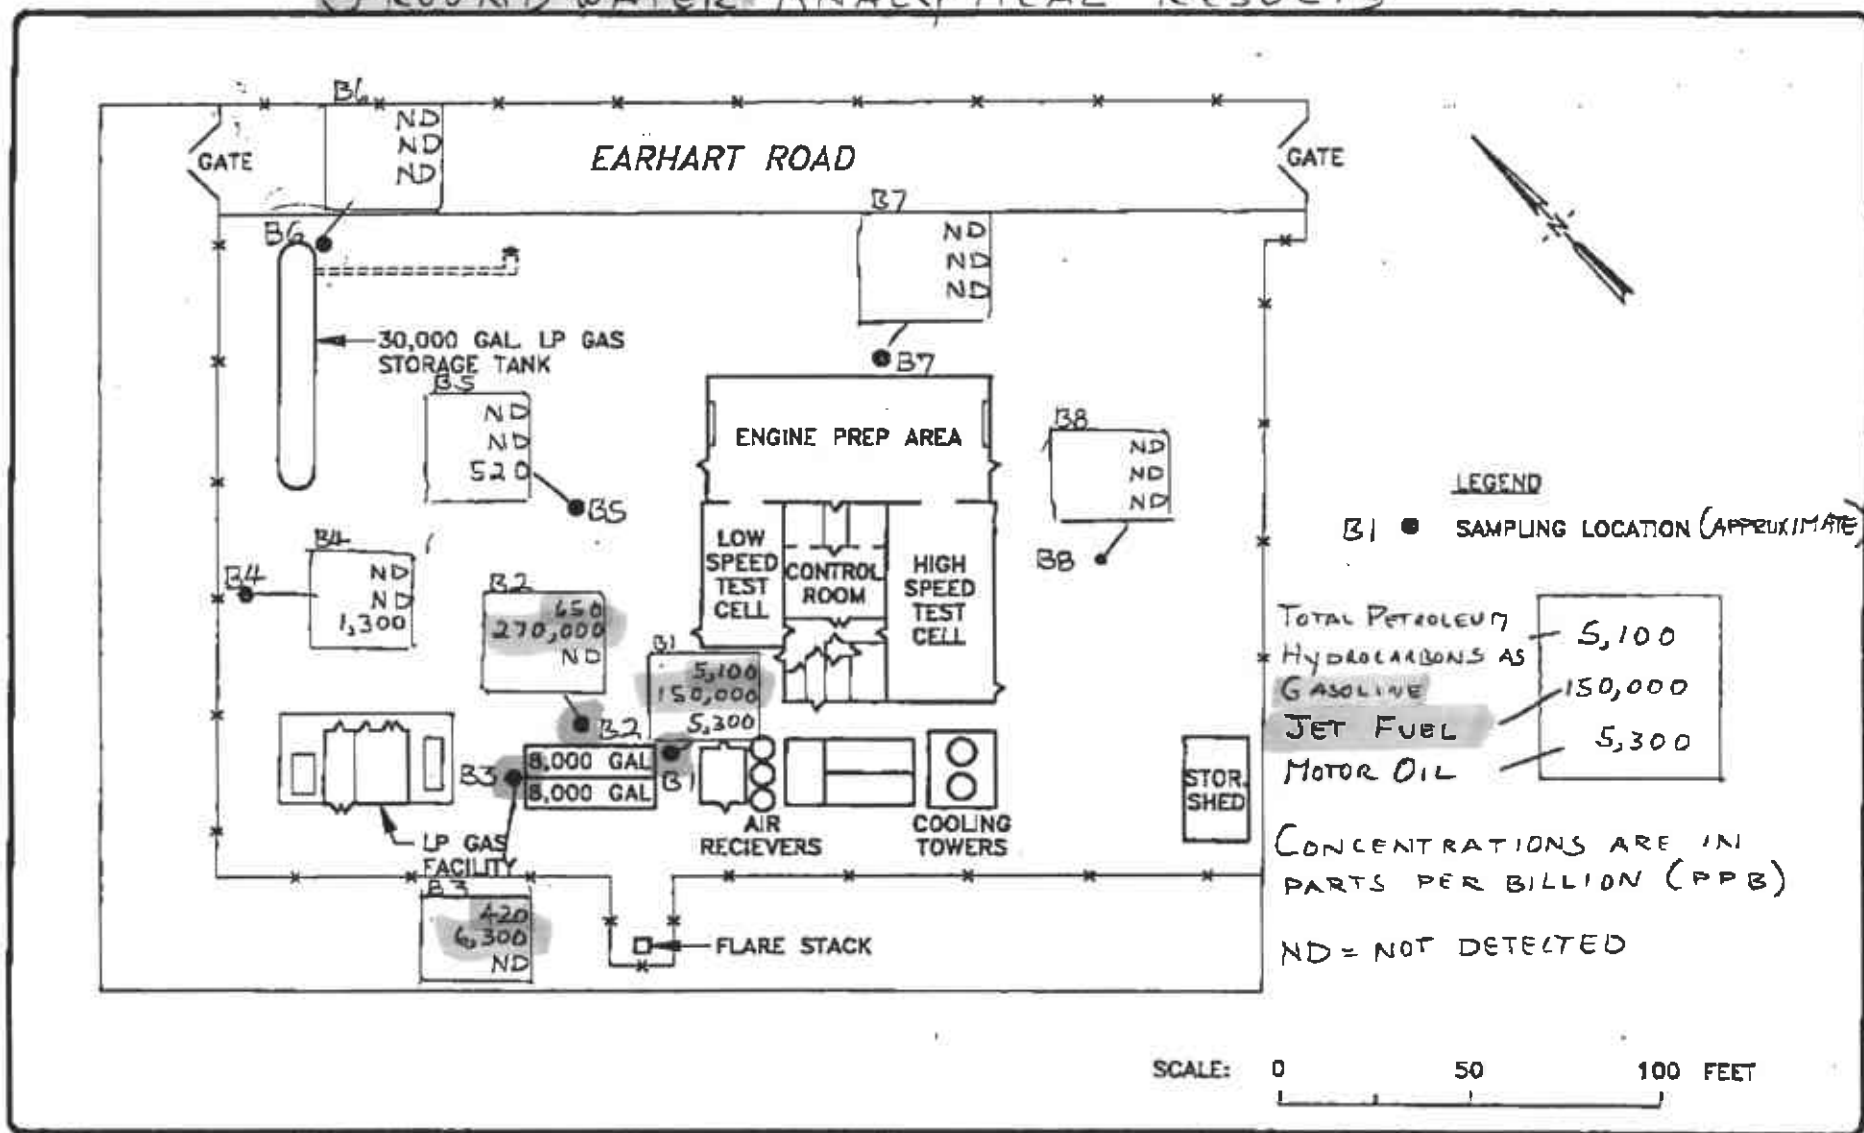 GROUND WATER ANALYTICAL RESULTS
B6
ND
ND
ND
GATE
EARHART ROAD
GATE
B7
ND
ND
ND
B6
30,000 GAL. LP GAS
STORAGE TANK
B7
B5
ND
ND
520
B5
ENGINE PREP AREA
B8
ND
ND
ND
B8
LEGEND
B1 ● SAMPLING LOCATION (APPROXIMATE)
LOW
SPEED
TEST
CELL
CONTROL
ROOM
HIGH
SPEED
TEST
CELL
B4
B4
ND
ND
1,300
B2
650
270,000
ND
B2
B1
5,100
150,000
5,300
B1
TOTAL PETROLEUM
HYDROCARBONS AS
GASOLINE
JET FUEL
MOTOR OIL
5,100
150,000
5,300
B3
8,000 GAL
8,000 GAL
STOR.
SHED
LP GAS
FACILITY
AIR
RECIEVERS
COOLING
TOWERS
CONCENTRATIONS ARE IN
PARTS PER BILLION (PPB)
B3
420
6,300
ND
FLARE STACK
ND = NOT DETECTED
N
SCALE: 0 50 100 FEET